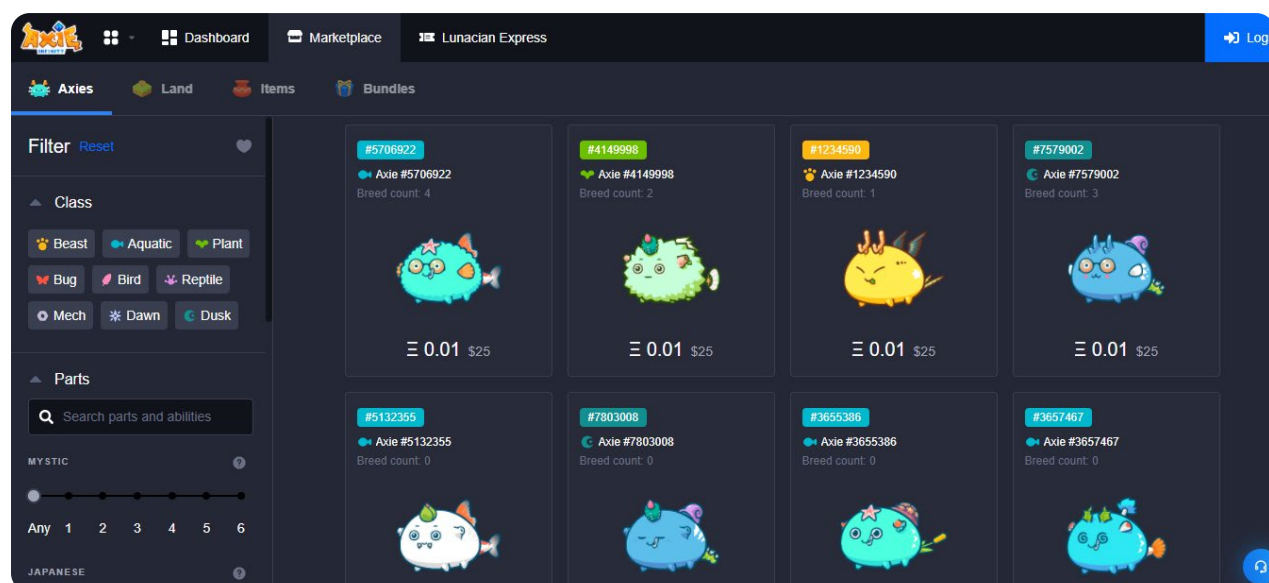 AXIE
INFINITY
Dashboard
Marketplace
Lunacian Express
Log
Axies
Land
Items
Bundles
Filter Reset
Class
Beast
Aquatic
Plant
Bug
Bird
Reptile
Mech
Dawn
Dusk
Parts
Search parts and abilities
MYSTIC
Any 1 2 3 4 5 6
JAPANESE
#5706922
Axie #5706922
Breed count: 4
Ξ 0.01 $25
#4149998
Axie #4149998
Breed count: 2
Ξ 0.01 $25
#1234590
Axie #1234590
Breed count: 1
Ξ 0.01 $25
#7579002
Axie #7579002
Breed count: 3
Ξ 0.01 $25
#5132355
Axie #5132355
Breed count: 0
#7803008
Axie #7803008
Breed count: 0
#3655386
Axie #3655386
Breed count: 0
#3657467
Axie #3657467
Breed count: 0